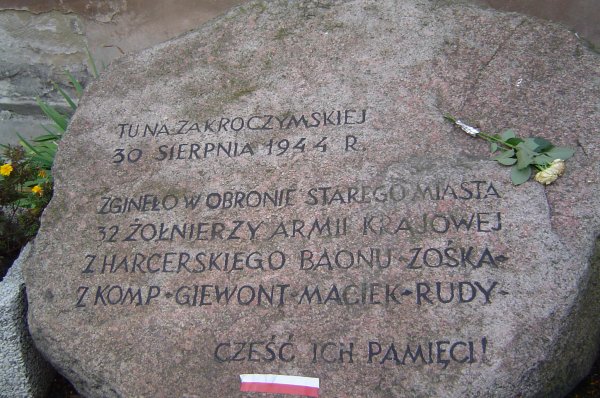 TU NA ZAKROCZYMSKIEJ
30 SIERPNIA 1944 R.
ZGINĘŁO W OBRONIE STAREGO MIASTA
32 ŻOŁNIERZY ARMII KRAJOWEJ
Z HARCERSKIEGO BAONU "ZOŚKA"
Z KOMP "GIEWONT" "MACIEK" "RUDY"
CZEŚĆ ICH PAMIĘCI!